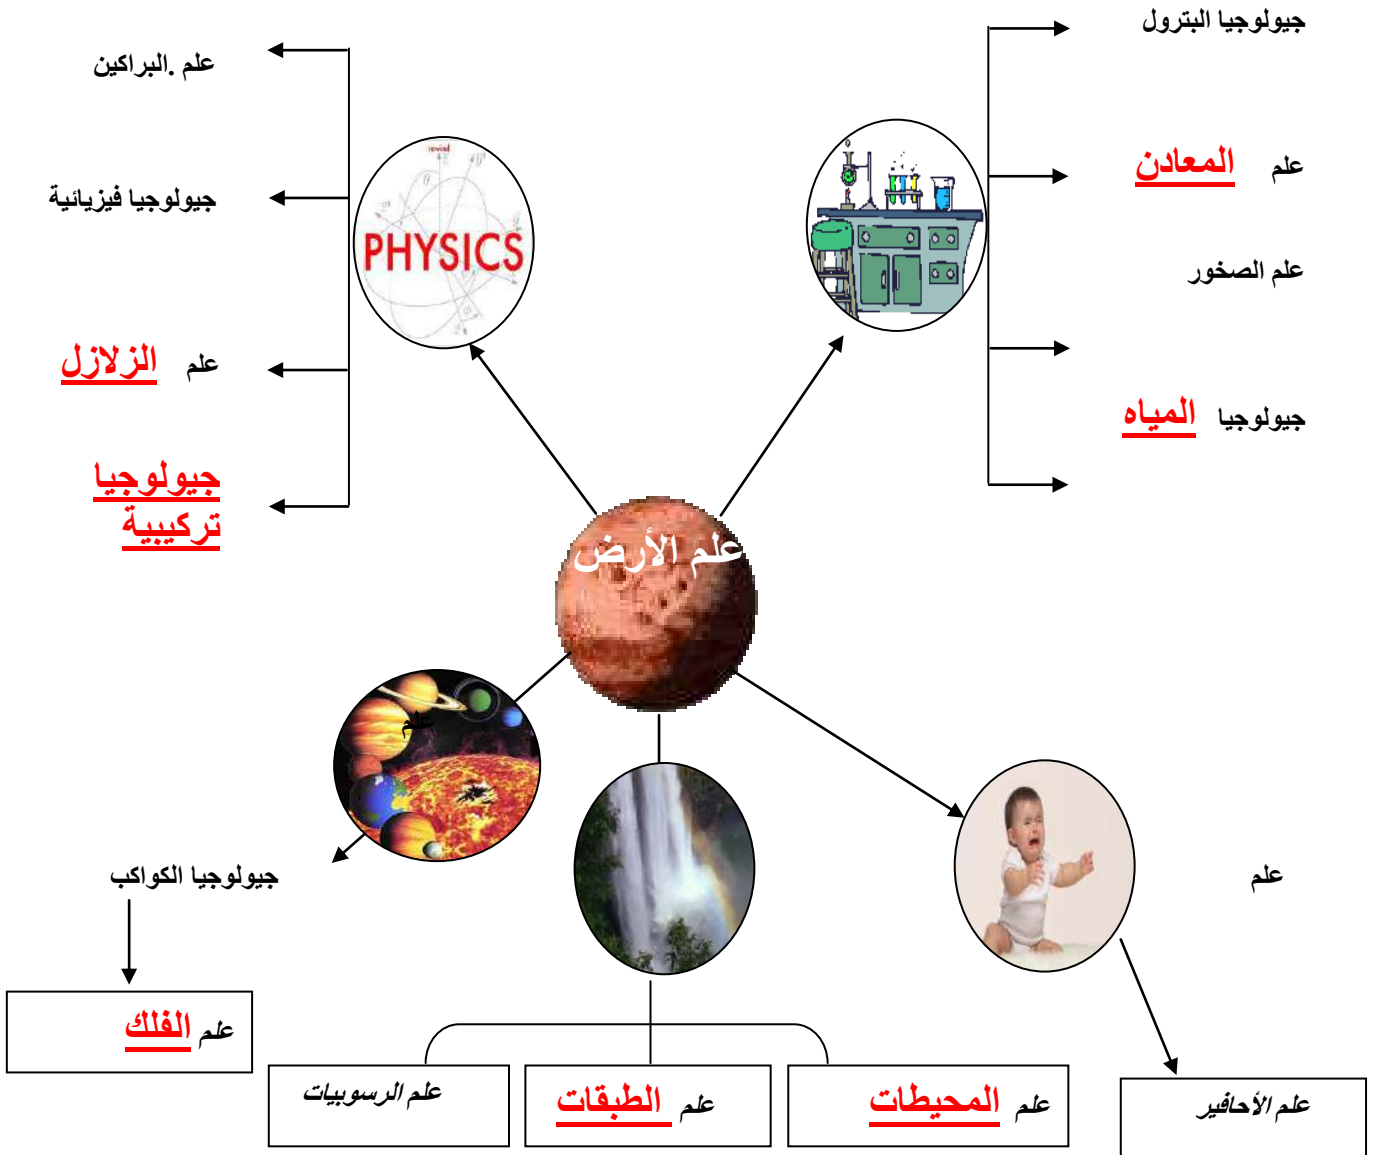 جيولوجيا البترول
علم المعادن
علم الصخور
جيولوجيا المياه
علم .البراكين
جيولوجيا فيزيائية
علم الزلازل
جيولوجيا
تركيبية
PHYSICS
علم الأرض
علم
جيولوجيا الكواكب
علم الفلك
علم
علم الأحافير
علم المحيطات
علم الطبقات
علم الرسوبيات